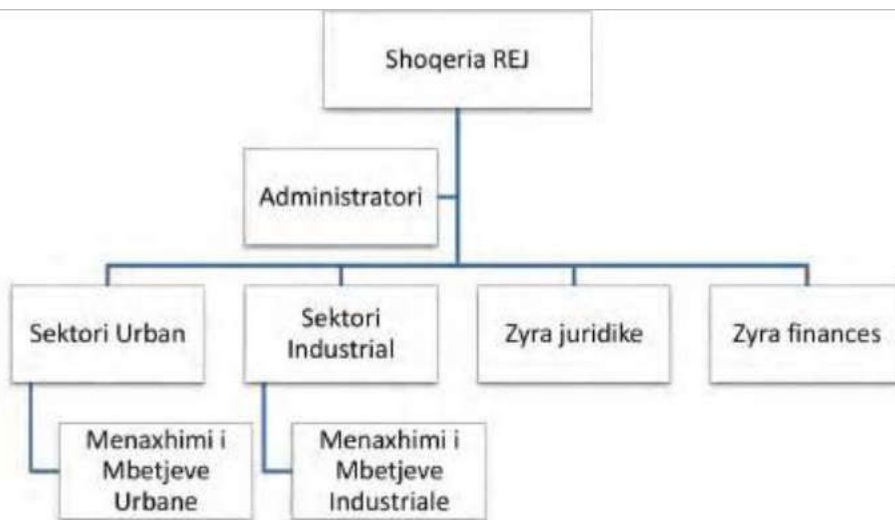 Shoqeria REJ
Administratori
Sektori Urban
Sektori
Industrial
Zyra juridike
Zyra finances
Menaxhimi i
Mbetjeve
Urbane
Menaxhimi i
Mbetjeve
Industriale